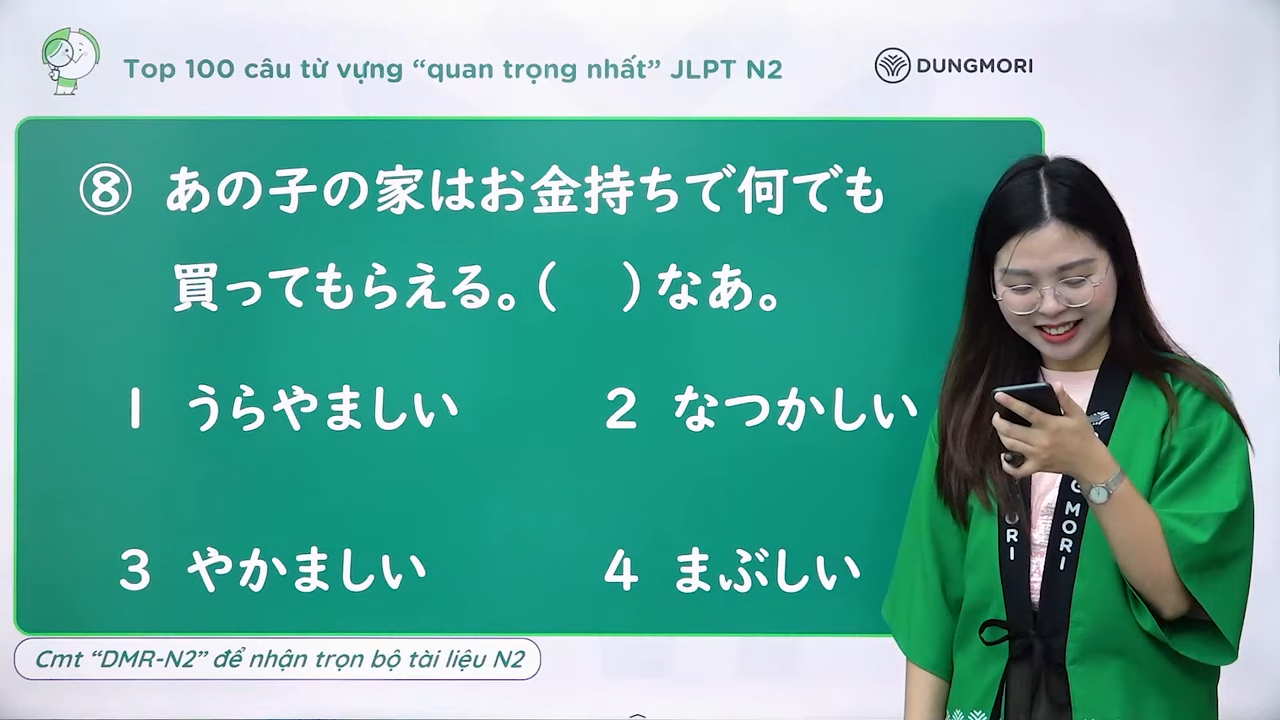 Top 100 câu từ vựng “quan trọng nhất” JLPT N2
DUNGMORI
⑧ あの子の家はお金持ちで何でも
買ってもらえる。( )なあ。
1 うらやましい
2 なつかしい
3 やかましい
4 まぶしい
Cmt “DMR-N2” để nhận trọn bộ tài liệu N2
ORI
G MORI